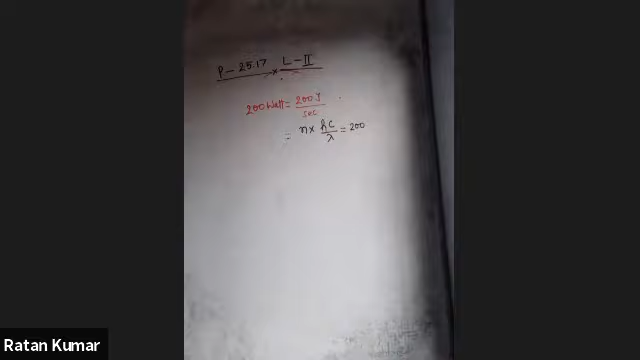 P - 25.17 L - II
200 Watt = 200 J / sec
= n × hc / λ = 200
Ratan Kumar